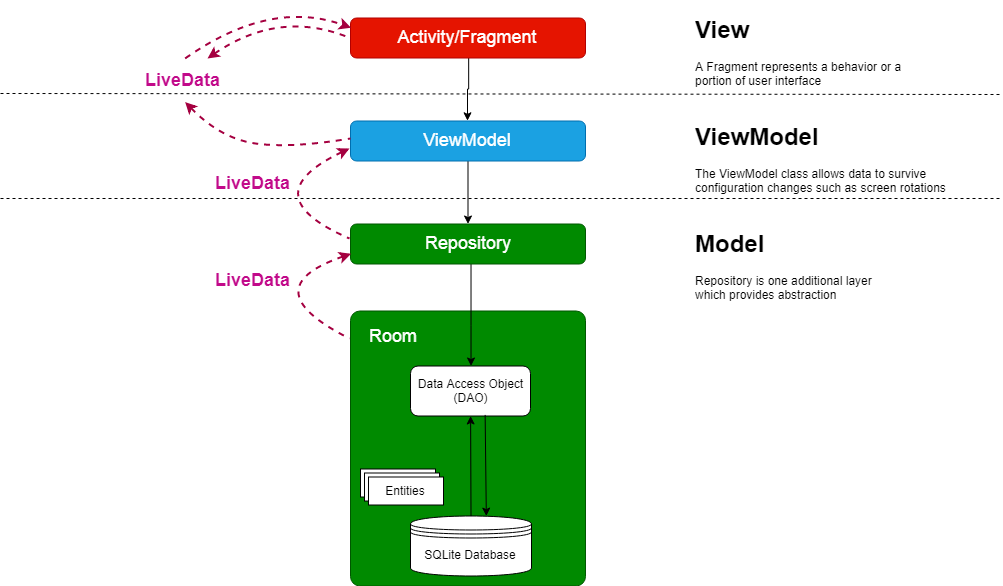 Activity/Fragment
View
A Fragment represents a behavior or a
portion of user interface
LiveData
ViewModel
ViewModel
The ViewModel class allows data to survive
configuration changes such as screen rotations
LiveData
Repository
Model
Repository is one additional layer
which provides abstraction
LiveData
Room
Data Access Object
(DAO)
Entities
SQLite Database